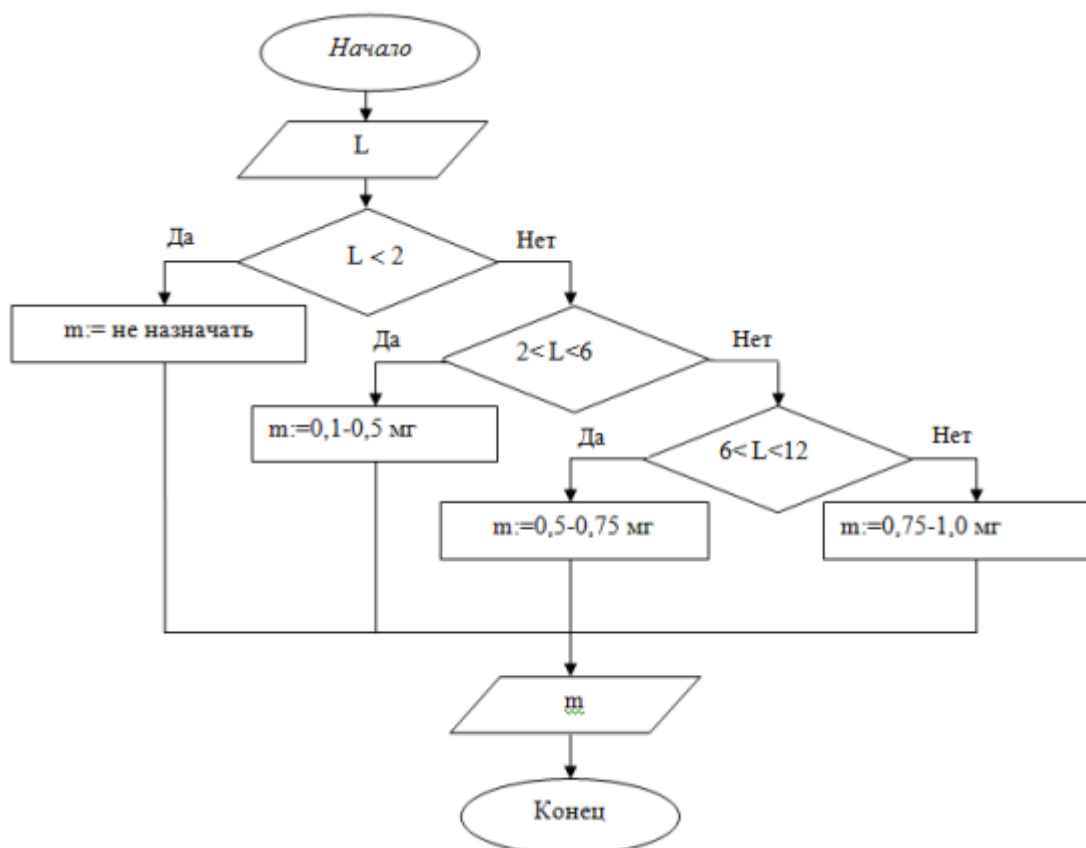 Начало
L
Да
L < 2
Нет
m:= не назначать
Да
2< L<6
Нет
m:=0,1-0,5 мг
Да
6< L<12
Нет
m:=0,5-0,75 мг
m:=0,75-1,0 мг
m
Конец